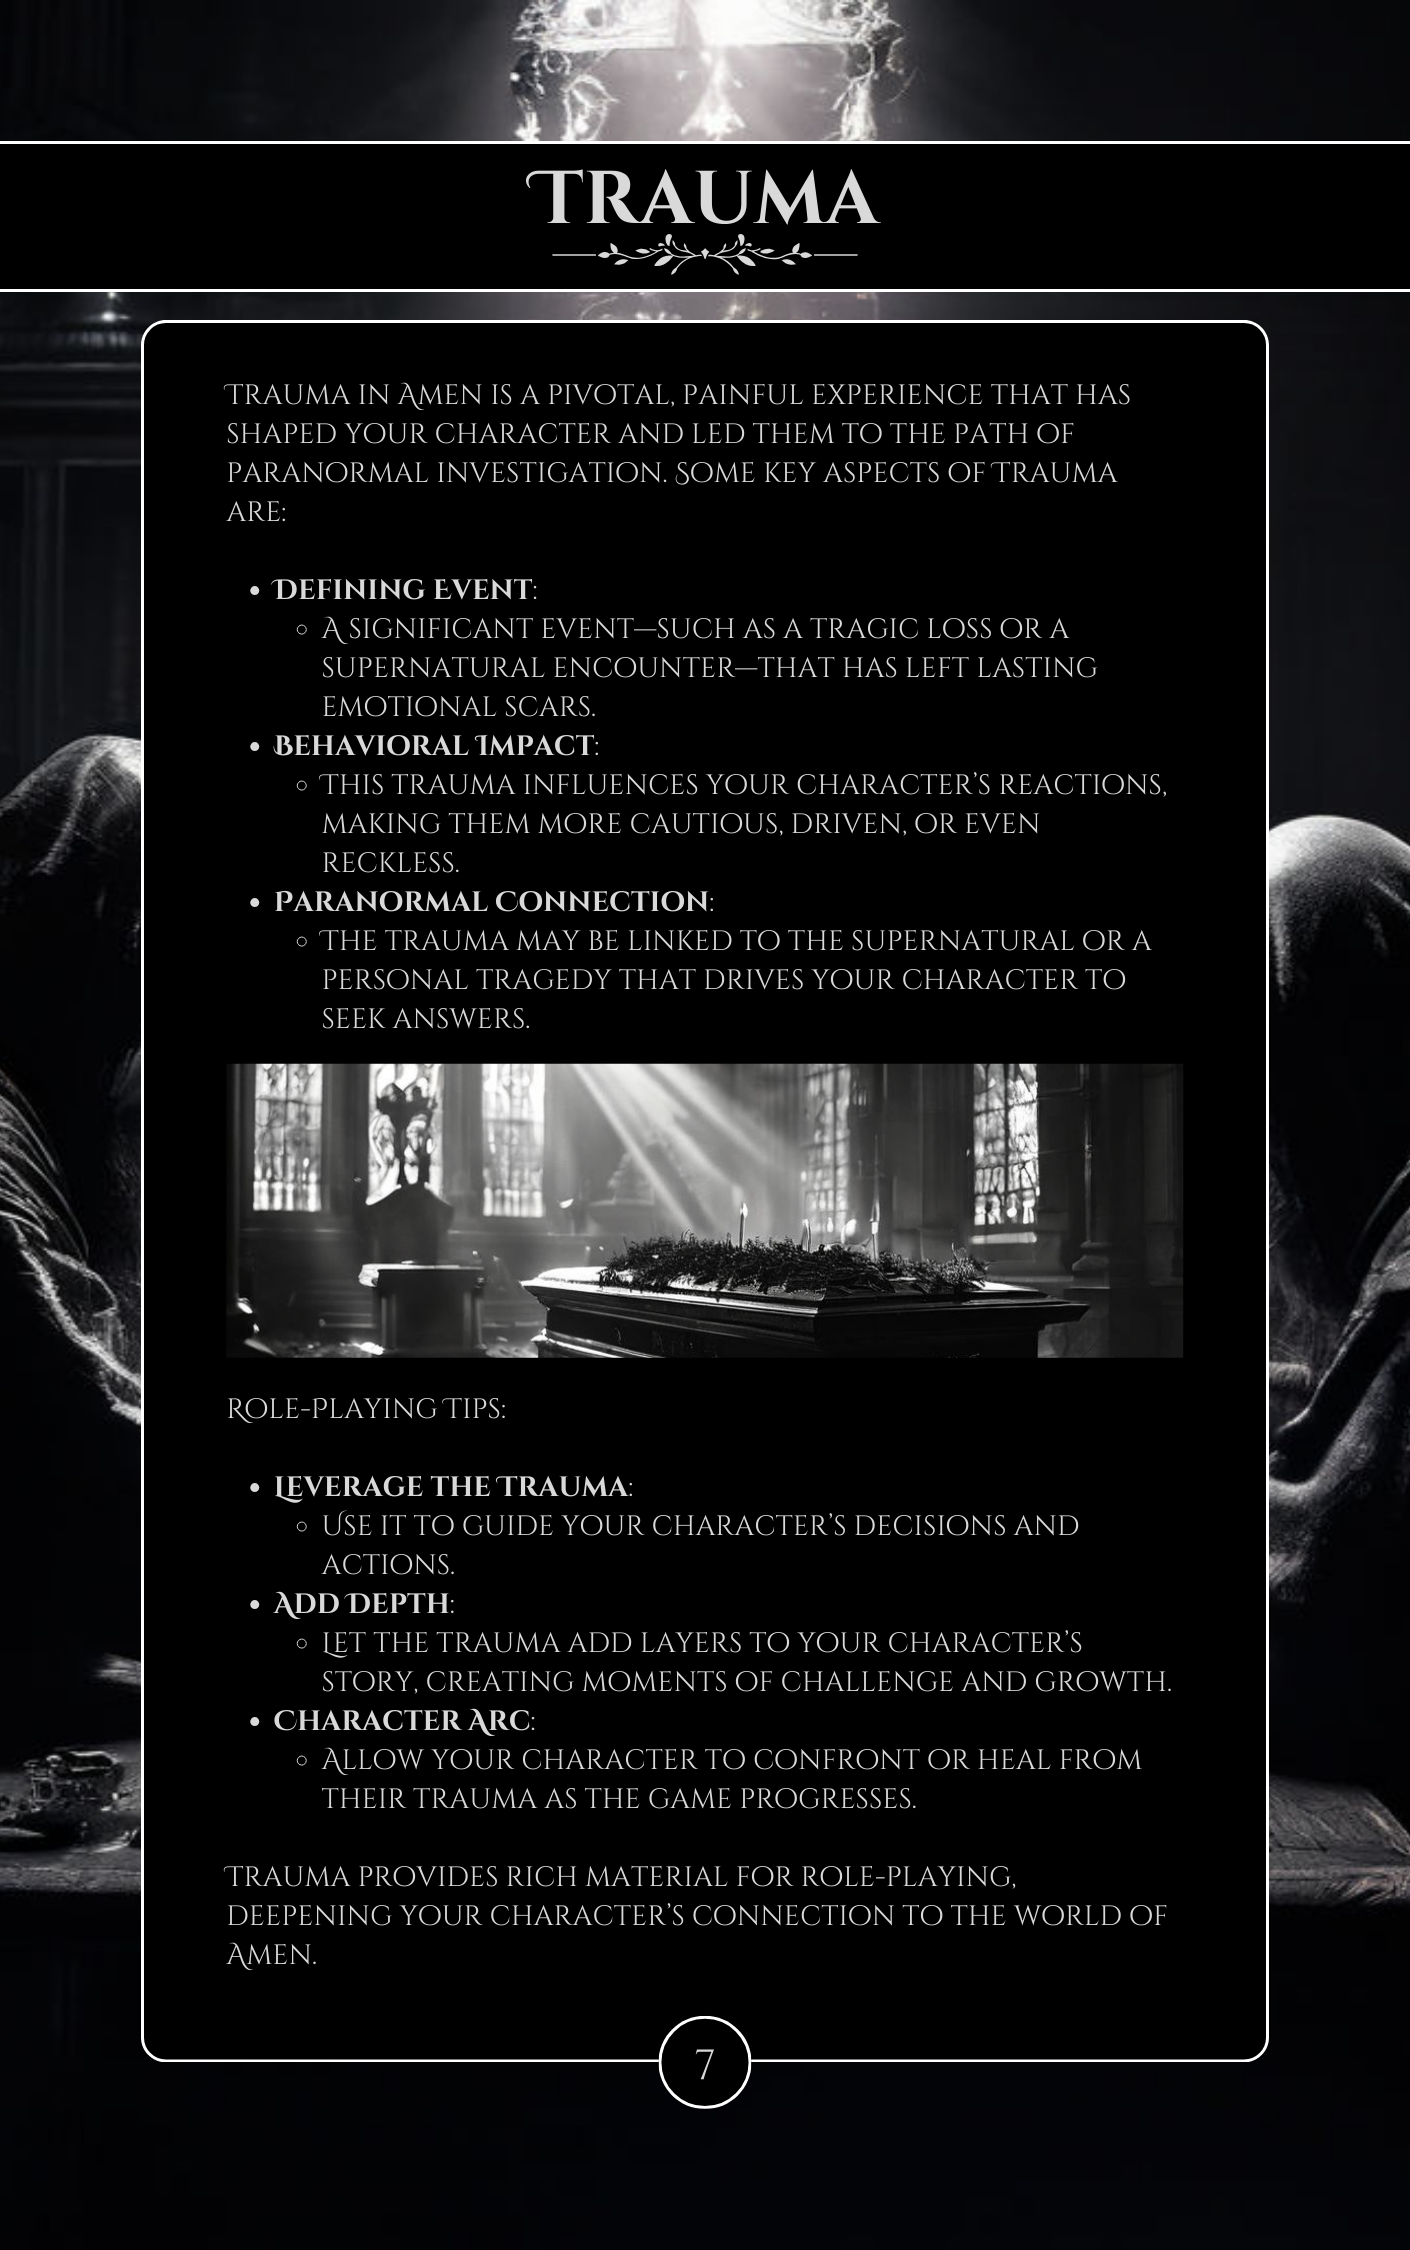 Trauma
Trauma in Amen is a pivotal, painful experience that has
shaped your character and led them to the path of
paranormal investigation. Some key aspects of Trauma
are:
• Defining Event:
◦ A significant event—such as a tragic loss or a
supernatural encounter—that has left lasting
emotional scars.
• Behavioral Impact:
◦ This trauma influences your character’s reactions,
making them more cautious, driven, or even
reckless.
• Paranormal Connection:
◦ The trauma may be linked to the supernatural or a
personal tragedy that drives your character to
seek answers.
Role-Playing Tips:
• Leverage the Trauma:
◦ Use it to guide your character’s decisions and
actions.
• Add Depth:
◦ Let the trauma add layers to your character’s
story, creating moments of challenge and growth.
• Character Arc:
◦ Allow your character to confront or heal from
their trauma as the game progresses.
Trauma provides rich material for role-playing,
deepening your character’s connection to the world of
Amen.
7